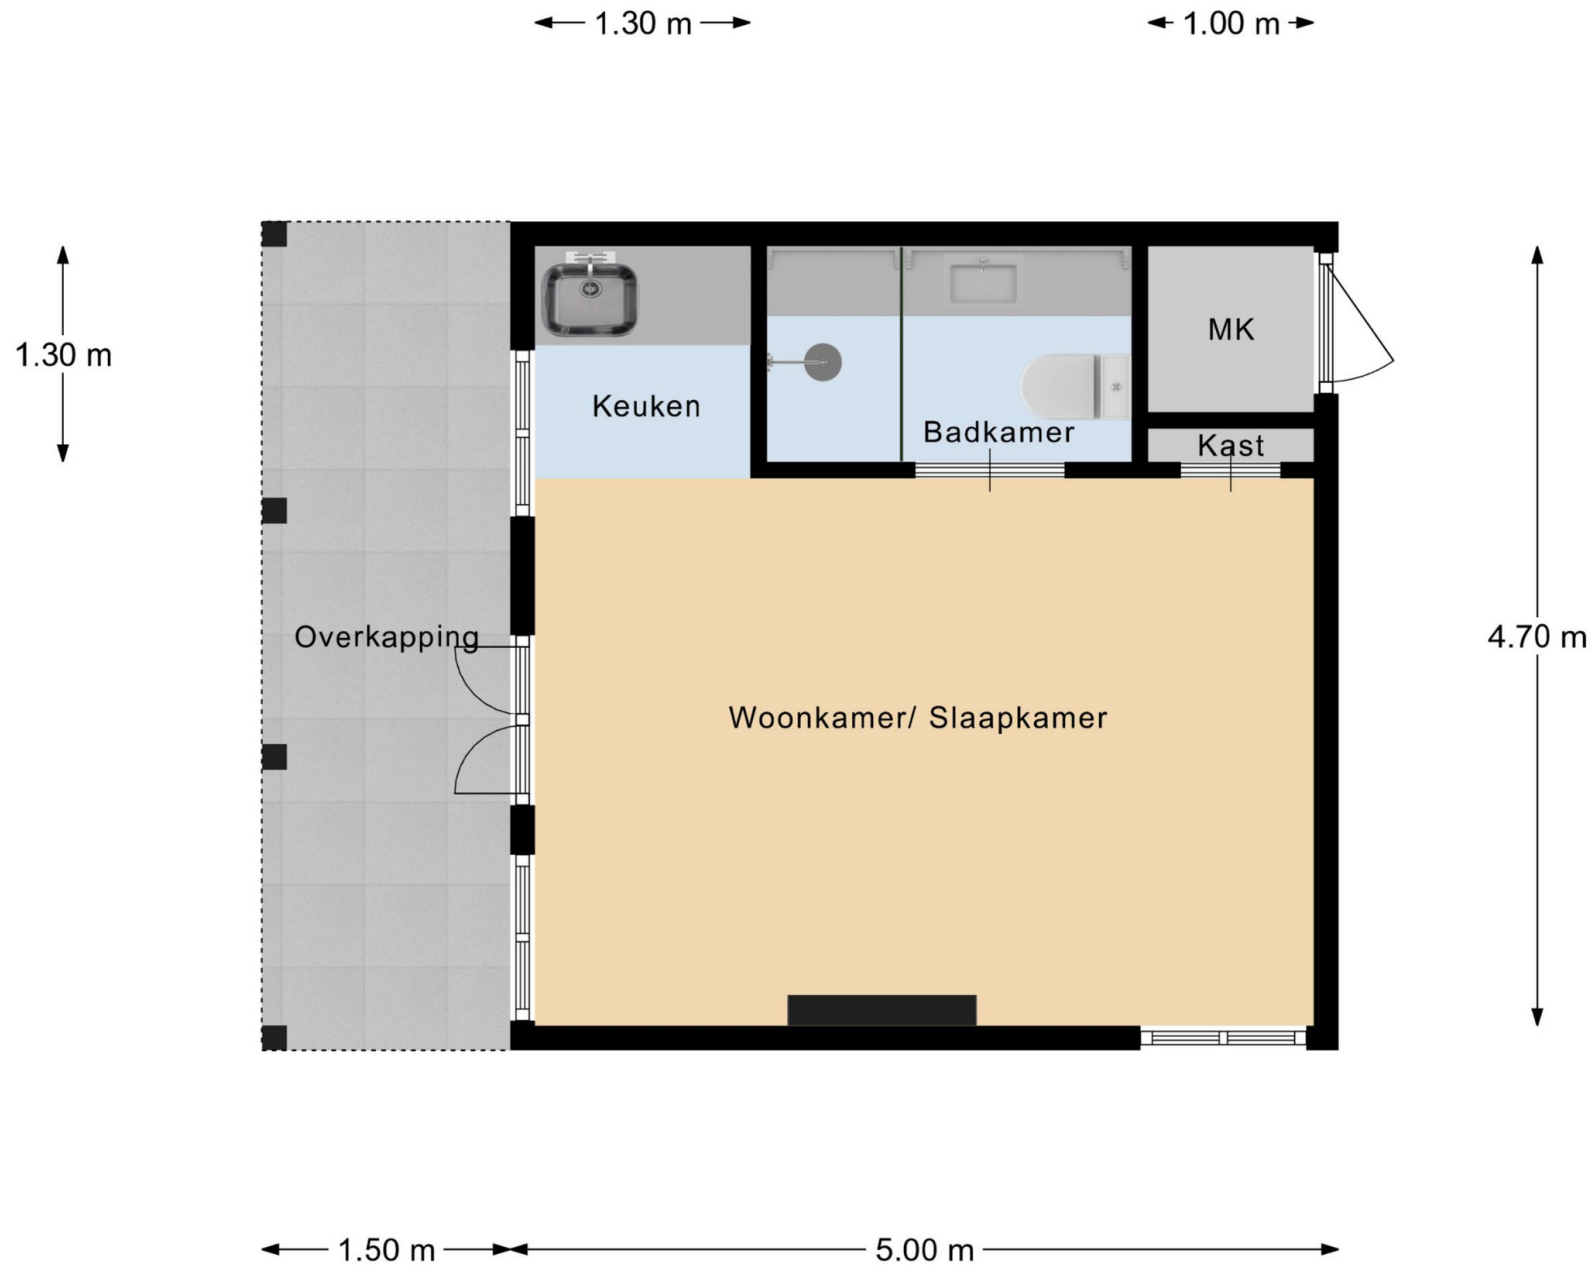 1.30 m
1.00 m
1.30 m
MK
Keuken
Badkamer
Kast
Overkapping
4.70 m
Woonkamer/ Slaapkamer
1.50 m
5.00 m